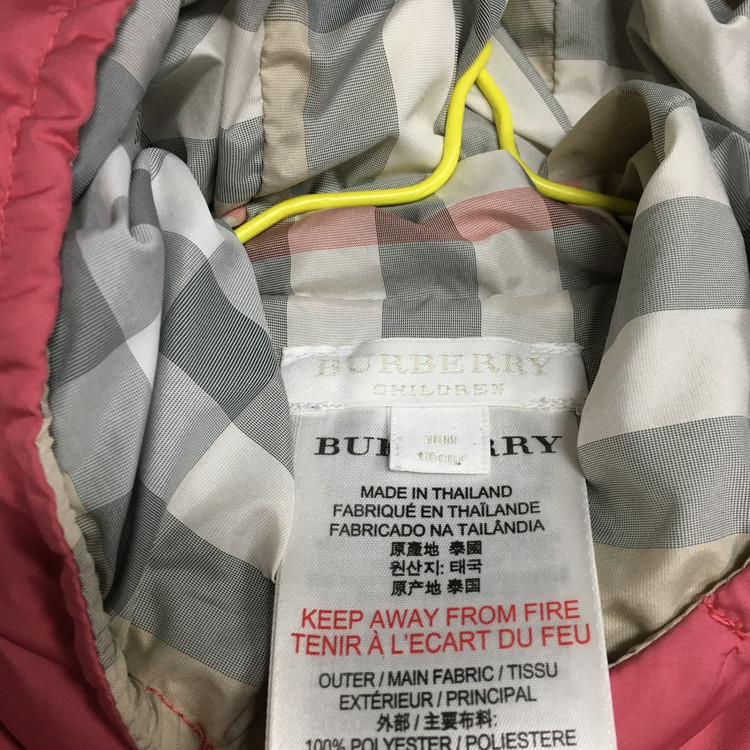 BURBERRY
CHILDREN
18M
BURBERRY
MADE IN THAILAND
FABRIQUÉ EN THAÏLANDE
FABRICADO NA TAILÂNDIA
原產地 泰國
원산지: 태국
原产地 泰国
KEEP AWAY FROM FIRE
TENIR À L'ECART DU FEU
OUTER / MAIN FABRIC / TISSU
EXTÉRIEUR / PRINCIPAL
外部 / 主要布料:
100% POLYESTER / POLIESTERE